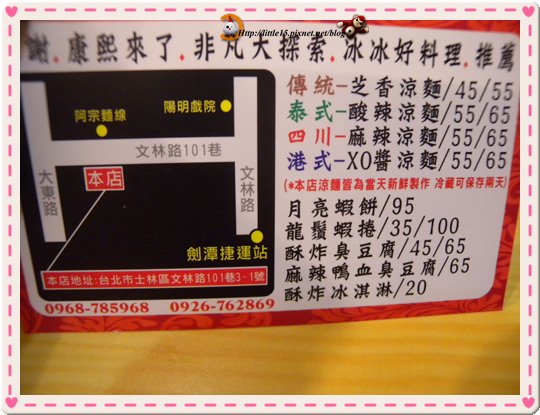 Http://little15.pixnet.net/blog
謝.康熙來了.非凡大探索.冰冰好料理.推薦
阿宗麵線
陽明戲院
文林路101巷
大東路
本店
文林路
劍潭捷運站
本店地址:台北市士林區文林路101巷3-1號
0968-785968 0926-762869
傳統-芝香涼麵/45/55
泰式-酸辣涼麵/55/65
四川-麻辣涼麵/55/65
港式-XO醬涼麵/55/65
(*本店涼麵皆為當天新鮮製作 冷藏可保存兩天)
月亮蝦餅/95
龍鬚蝦捲/35/100
酥炸臭豆腐/45/65
麻辣鴨血臭豆腐/65
酥炸冰淇淋/20